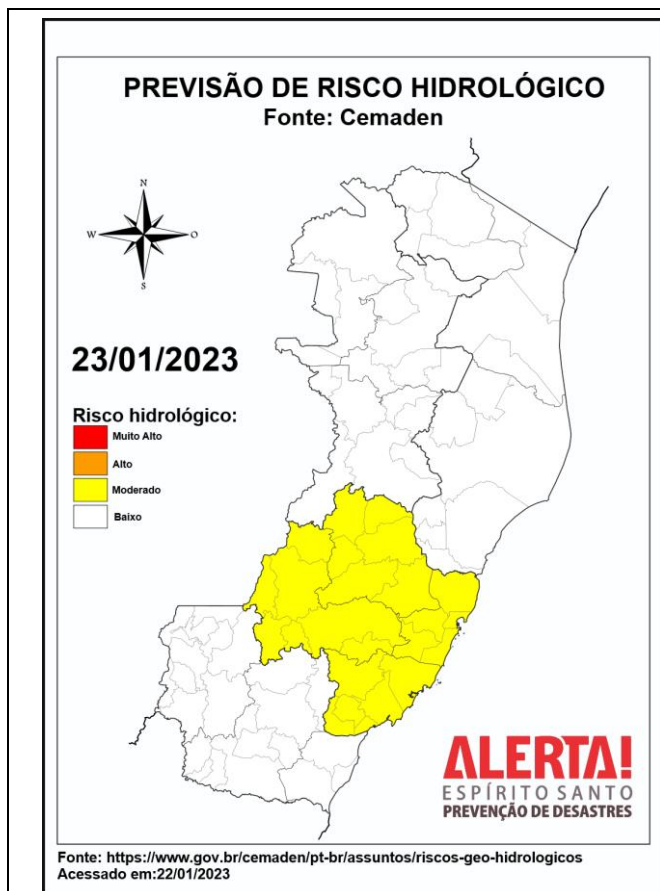 PREVISÃO DE RISCO HIDROLÓGICO
Fonte: Cemaden
N
W
O
S
23/01/2023
Risco hidrológico:
Muito Alto
Alto
Moderado
Baixo
ALERTA!
ESPÍRITO SANTO
PREVENÇÃO DE DESASTRES
Fonte: https://www.gov.br/cemaden/pt-br/assuntos/riscos-geo-hidrologicos
Acessado em:22/01/2023